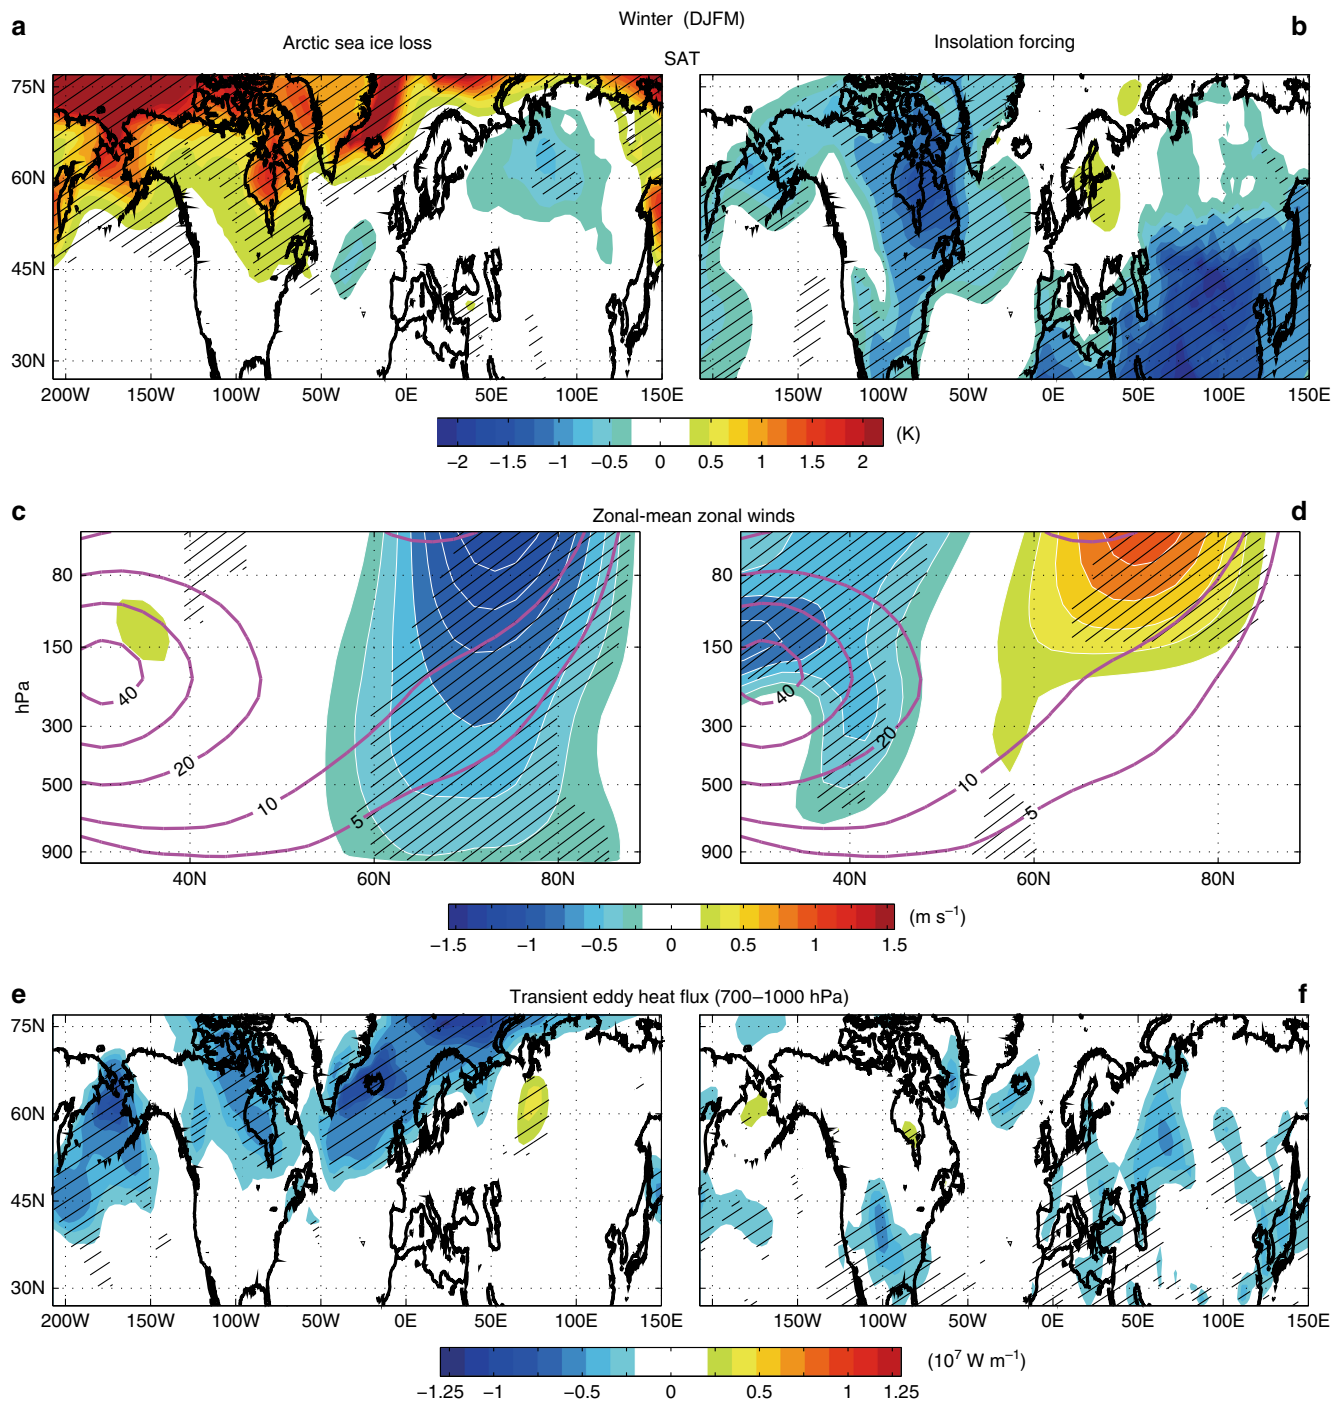 a
Winter (DJFM)
b
Arctic sea ice loss
Insolation forcing
SAT
75N
60N
45N
30N
200W 150W 100W 50W 0E 50E 100E 150E
150W 100W 50W 0E 50E 100E 150E
−2 −1.5 −1 −0.5 0 0.5 1 1.5 2
(K)
c
Zonal-mean zonal winds
d
hPa
80
150
300
500
900
40
20
10
5
40N 60N 80N
80
150
300
500
900
40
20
10
5
40N 60N 80N
−1.5 −1 −0.5 0 0.5 1 1.5
(m s⁻¹)
e
Transient eddy heat flux (700–1000 hPa)
f
75N
60N
45N
30N
200W 150W 100W 50W 0E 50E 100E 150E
150W 100W 50W 0E 50E 100E 150E
−1.25 −1 −0.5 0 0.5 1 1.25
(10⁷ W m⁻¹)